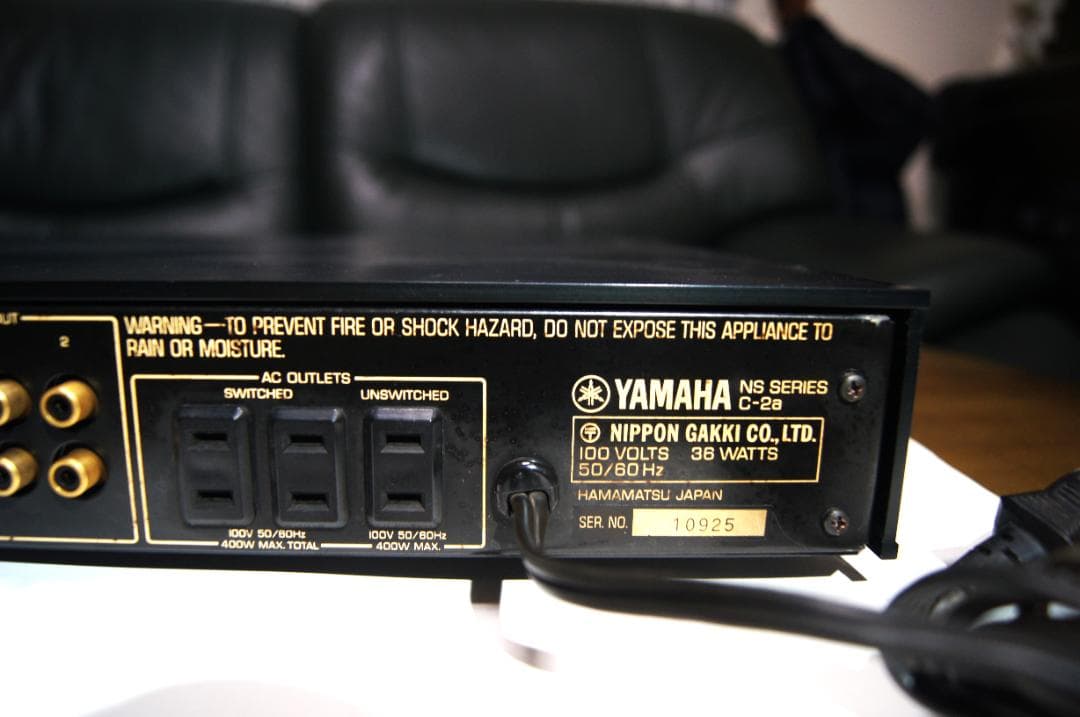 2
WARNING—TO PREVENT FIRE OR SHOCK HAZARD, DO NOT EXPOSE THIS APPLIANCE TO
RAIN OR MOISTURE.
AC OUTLETS
SWITCHED
UNSWITCHED
100V 50/60Hz
400W MAX. TOTAL
100V 50/60Hz
400W MAX.
YAMAHA
NS SERIES
C-2a
NIPPON GAKKI CO., LTD.
100 VOLTS 36 WATTS
50/60 Hz
HAMAMATSU JAPAN
SER. NO. 10925